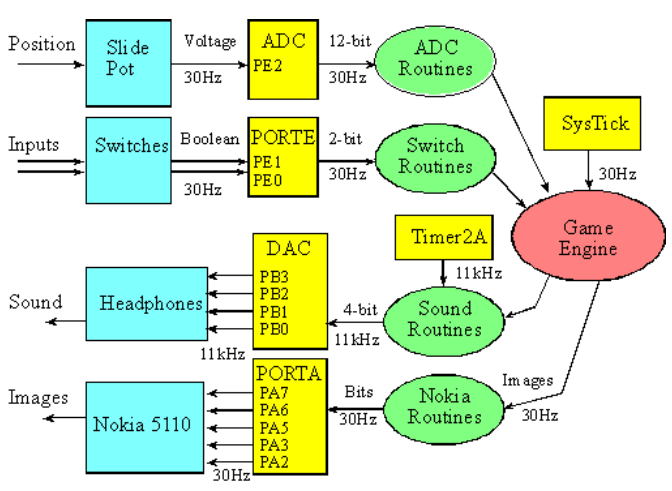 Position
Slide
Pot
Voltage
30Hz
ADC
PE2
12-bit
30Hz
ADC
Routines
SysTick
30Hz
Inputs
Switches
Boolean
30Hz
PORTE
PE1
PE0
2-bit
30Hz
Switch
Routines
Game
Engine
Timer2A
11kHz
Sound
Headphones
11kHz
DAC
PB3
PB2
PB1
PB0
4-bit
11kHz
Sound
Routines
Images
Nokia 5110
30Hz
PORTA
PA7
PA6
PA5
PA3
PA2
Bits
30Hz
Nokia
Routines
Images
30Hz